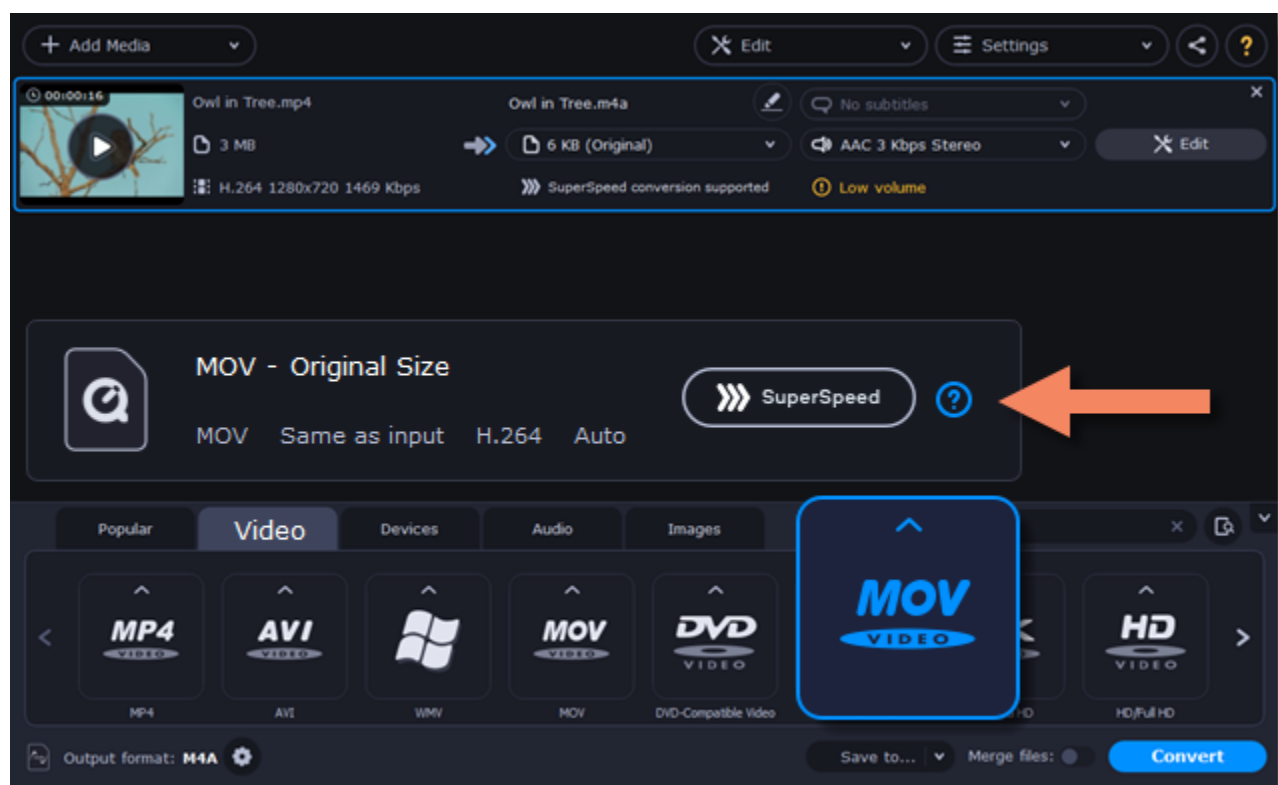 Add Media
Edit
Settings
?
00:00:16
Owl in Tree.mp4
Owl in Tree.m4a
No subtitles
3 MB
6 KB (Original)
AAC 3 Kbps Stereo
Edit
H.264 1280x720 1469 Kbps
SuperSpeed conversion supported
Low volume
MOV - Original Size
SuperSpeed
?
MOV Same as input H.264 Auto
Popular
Video
Devices
Audio
Images
MP4
VIDEO
AVI
VIDEO
MOV
VIDEO
DVD
VIDEO
MOV
VIDEO
HD
VIDEO
MP4
AVI
WMV
MOV
DVD-Compatible Video
HD
HD/Full HD
Output format: M4A
Save to...
Merge files:
Convert